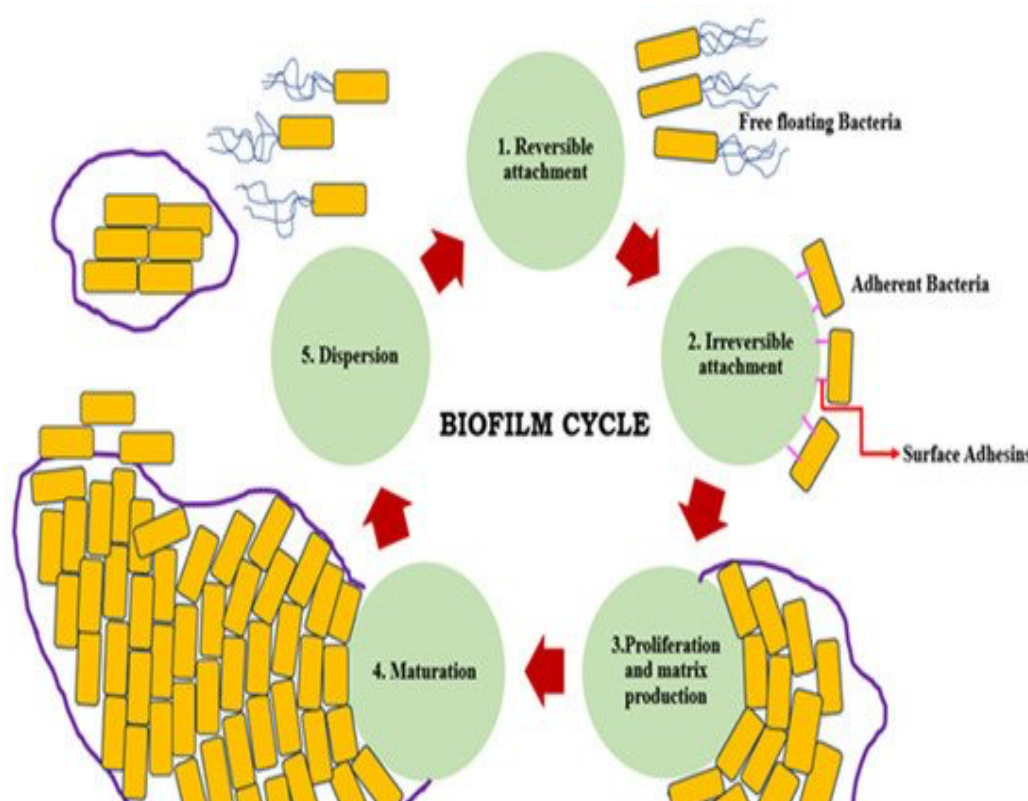 1. Reversible
attachment
Free floating Bacteria
Adherent Bacteria
2. Irreversible
attachment
Surface Adhesins
3.Proliferation
and matrix
production
4. Maturation
5. Dispersion
BIOFILM CYCLE